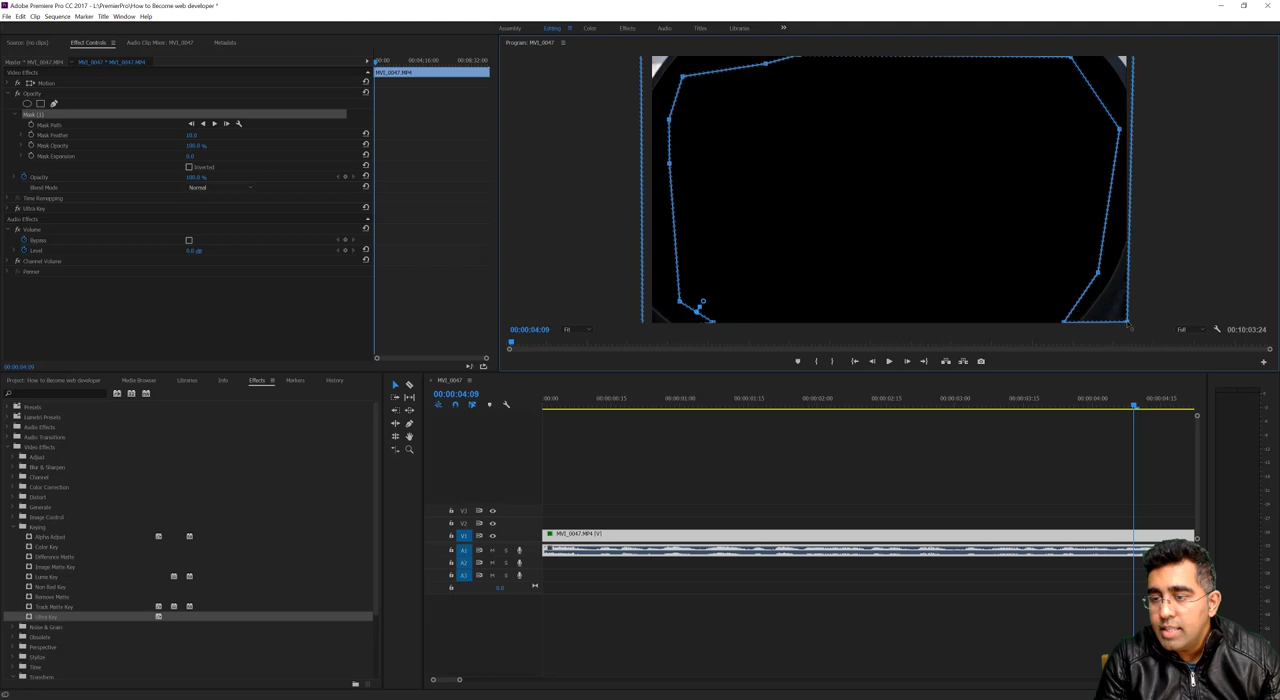 Adobe Premiere Pro CC 2017 - L:\PremierPro\How to Become web developer *
File Edit Clip Sequence Marker Title Window Help
Assembly Editing Color Effects Audio Titles Libraries
Source: (no clips) Effect Controls Audio Clip Mixer: MVI_0047 Metadata
Program: MVI_0047
Master * MVI_0047.MP4 MVI_0047 * MVI_0047.MP4 00:00 00:04:16:00 00:08:32:00
Video Effects MVI_0047.MP4
fx Motion
fx Opacity
Mask (1)
Mask Path
Mask Feather 10.0
Mask Opacity 100.0 %
Mask Expansion 0.0
Inverted
Opacity 100.0 %
Blend Mode Normal
Time Remapping
fx Ultra Key
Audio Effects
fx Volume
Bypass
Level 0.0 dB
fx Channel Volume
Panner
00:00:04:09 Fit Full 00:10:03:24
00:00:04:09
Project: How to Become web developer Media Browser Libraries Info Effects Markers History
MVI_0047
00:00:04:09
:00:00 00:00:00:15 00:00:01:00 00:00:01:15 00:00:02:00 00:00:02:15 00:00:03:00 00:00:03:15 00:00:04:00 00:00:04:15
Presets
Lumetri Presets
Audio Effects
Audio Transitions
Video Effects
Adjust
Blur & Sharpen
Channel
Color Correction
Distort
Generate
Image Control
Keying
Alpha Adjust
Color Key
Difference Matte
Image Matte Key
Luma Key
Non Red Key
Remove Matte
Track Matte Key
Ultra Key
Noise & Grain
Obsolete
Perspective
Stylize
Time
Transform
V3
V2
V1 MVI_0047.MP4 [V]
A1 M S
A2 M S
A3 M S
0.0